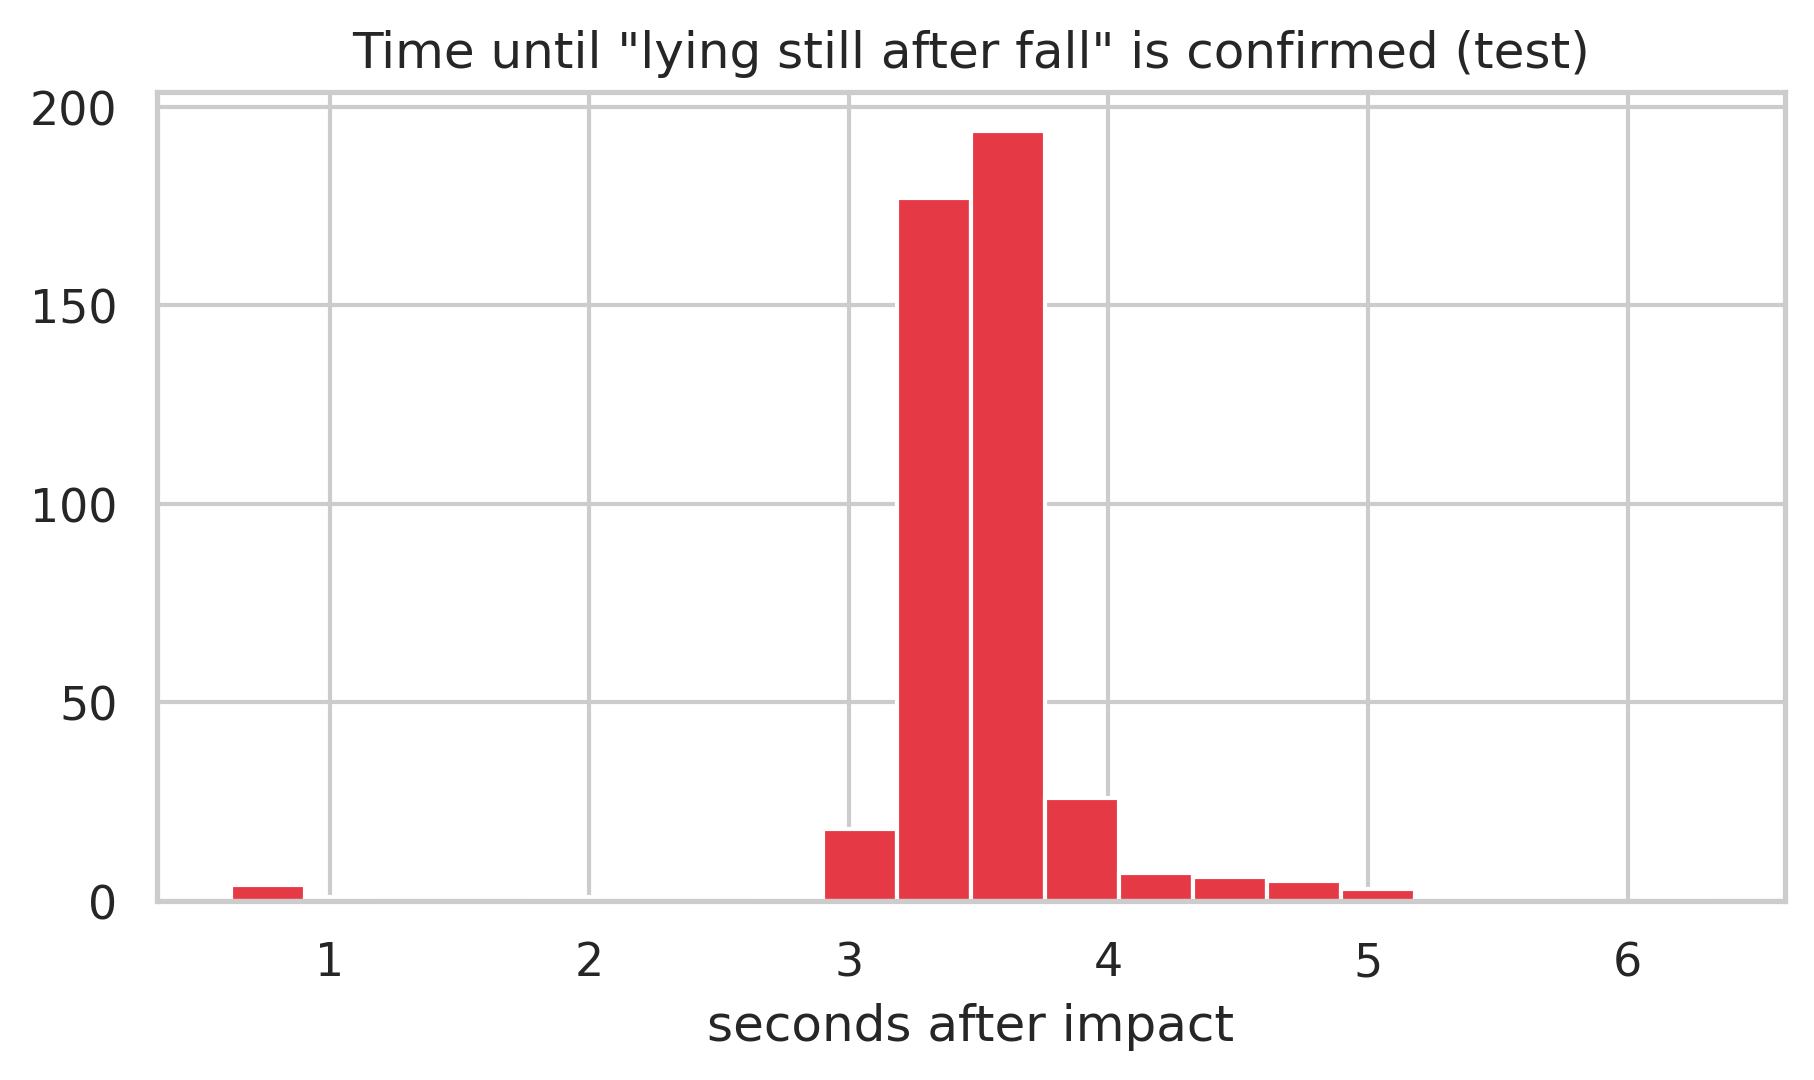 Time until "lying still after fall" is confirmed (test)
200
150
100
50
0
1 2 3 4 5 6
seconds after impact